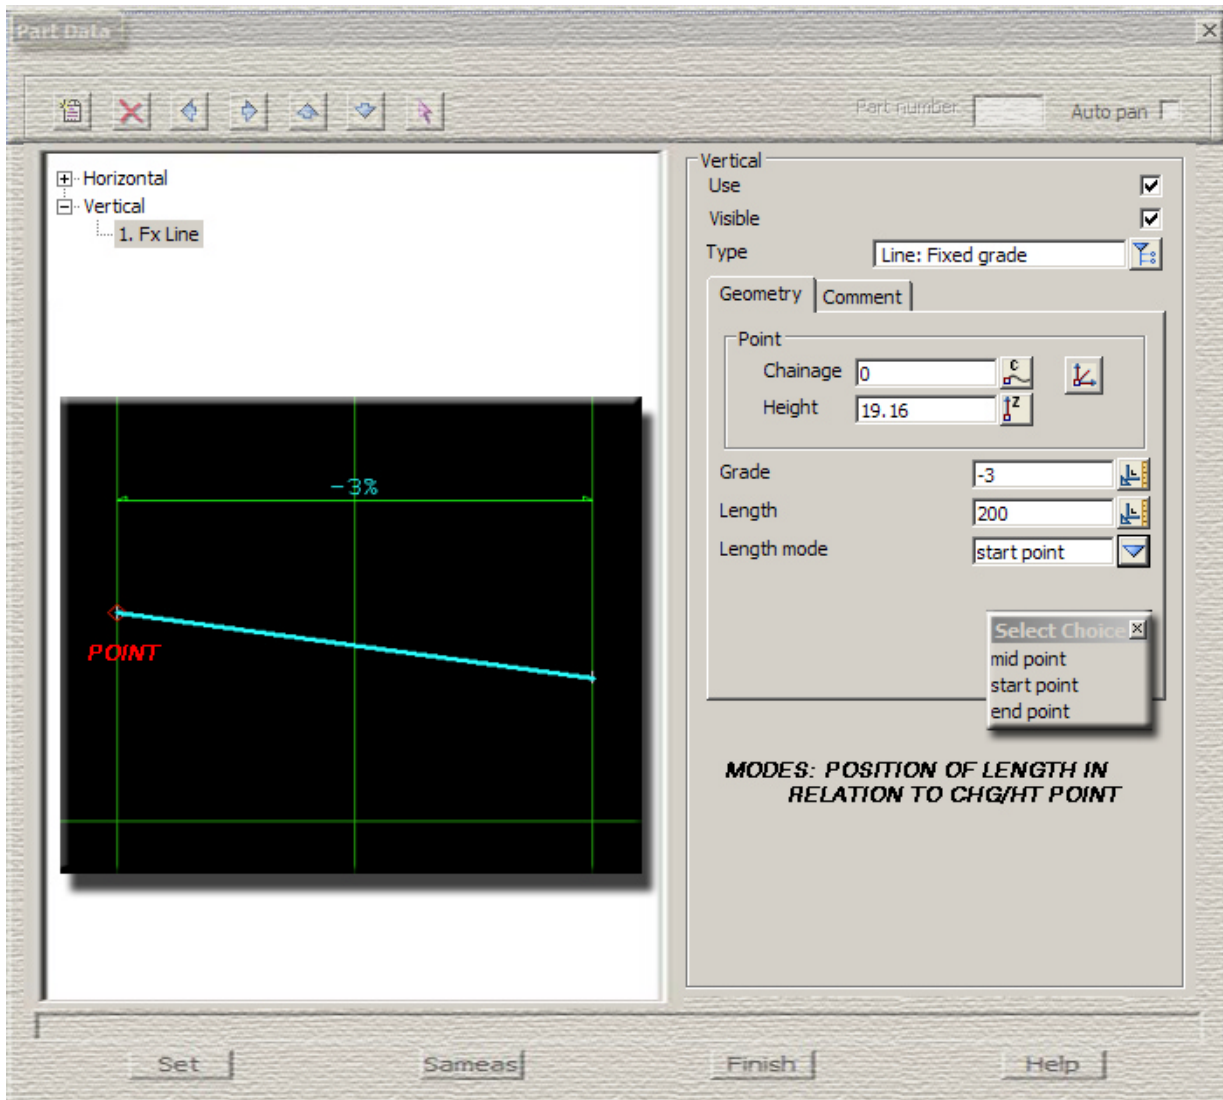 Part Data
Part number
Auto pan
Horizontal
Vertical
1. Fx Line
-3%
POINT
Vertical
Use
Visible
Type
Line: Fixed grade
Geometry
Comment
Point
Chainage
0
C
Height
19.16
Z
Grade
-3
Length
200
Length mode
start point
Select Choice
mid point
start point
end point
MODES: POSITION OF LENGTH IN
RELATION TO CHG/HT POINT
Set
Sameas
Finish
Help